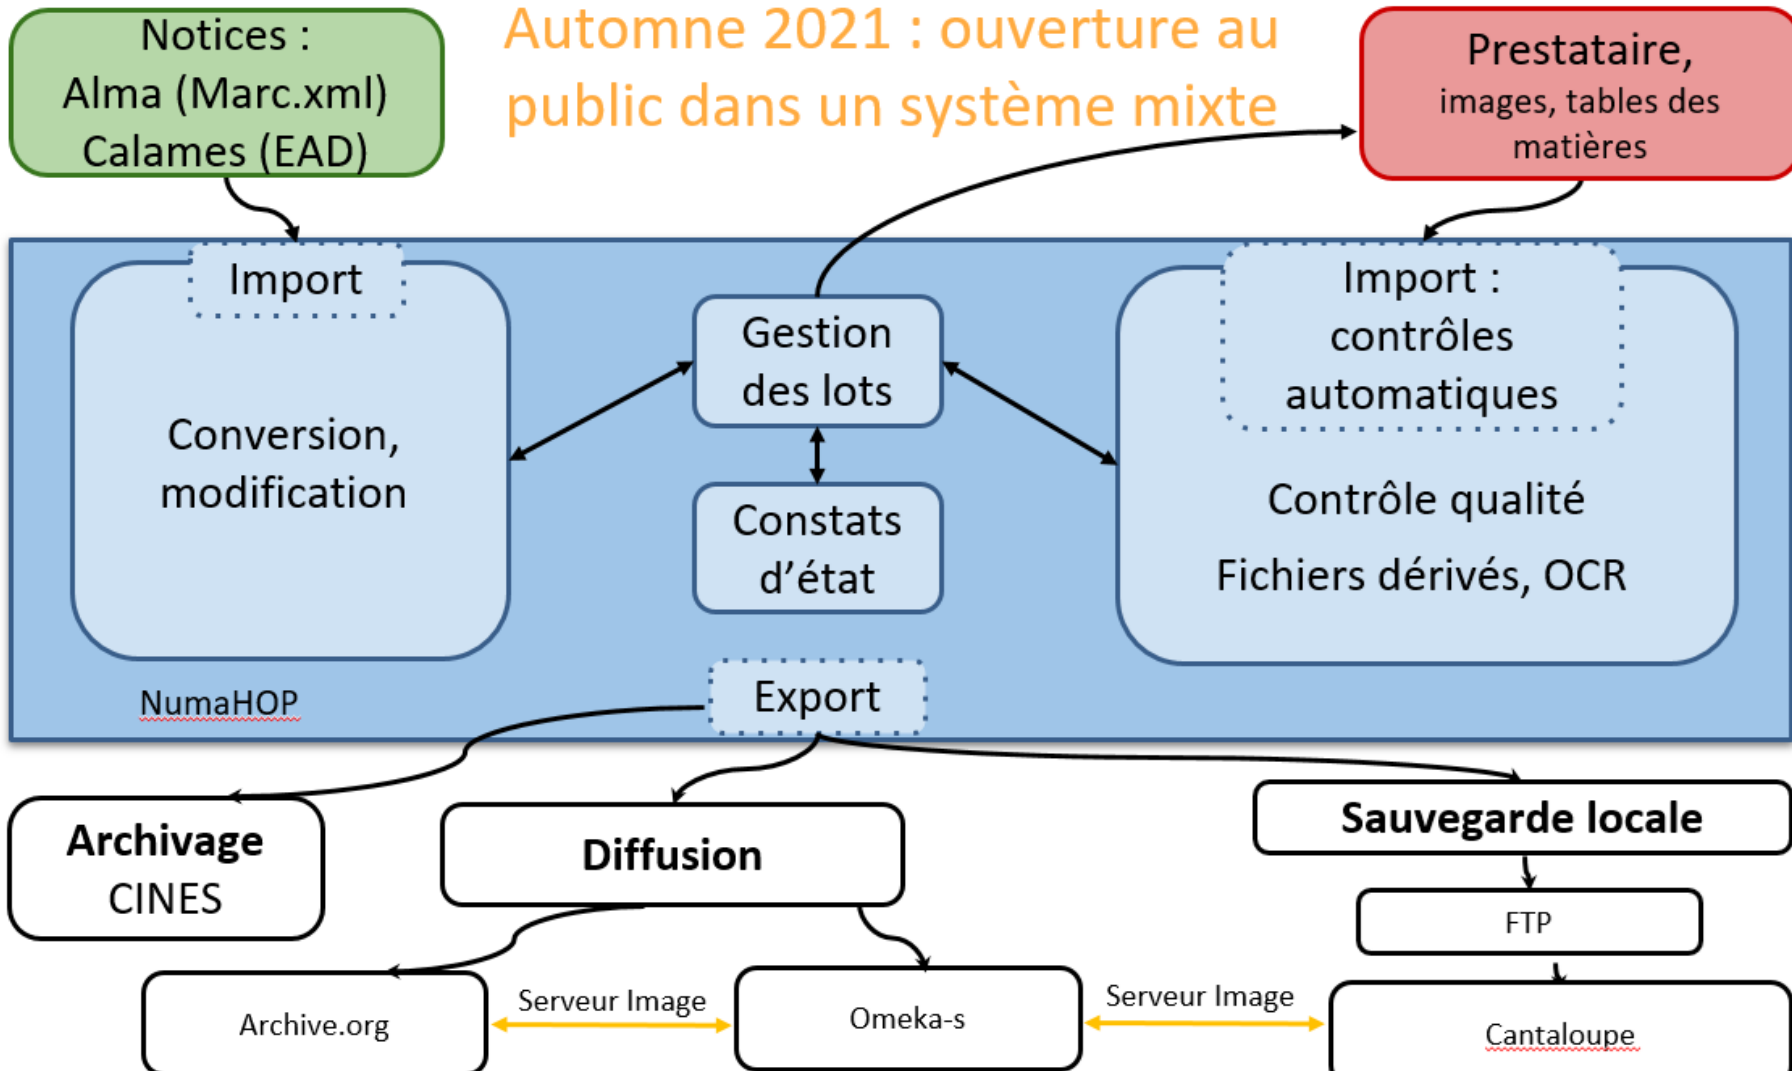 Notices :
Alma (Marc.xml)
Calames (EAD)
Automne 2021 : ouverture au
public dans un système mixte
Prestataire,
images, tables des
matières
Import
Conversion,
modification
Gestion
des lots
Constats
d’état
Import :
contrôles
automatiques
Contrôle qualité
Fichiers dérivés, OCR
NumaHOP
Export
Archivage
CINES
Diffusion
Sauvegarde locale
FTP
Archive.org
Serveur Image
Omeka-s
Serveur Image
Cantaloupe